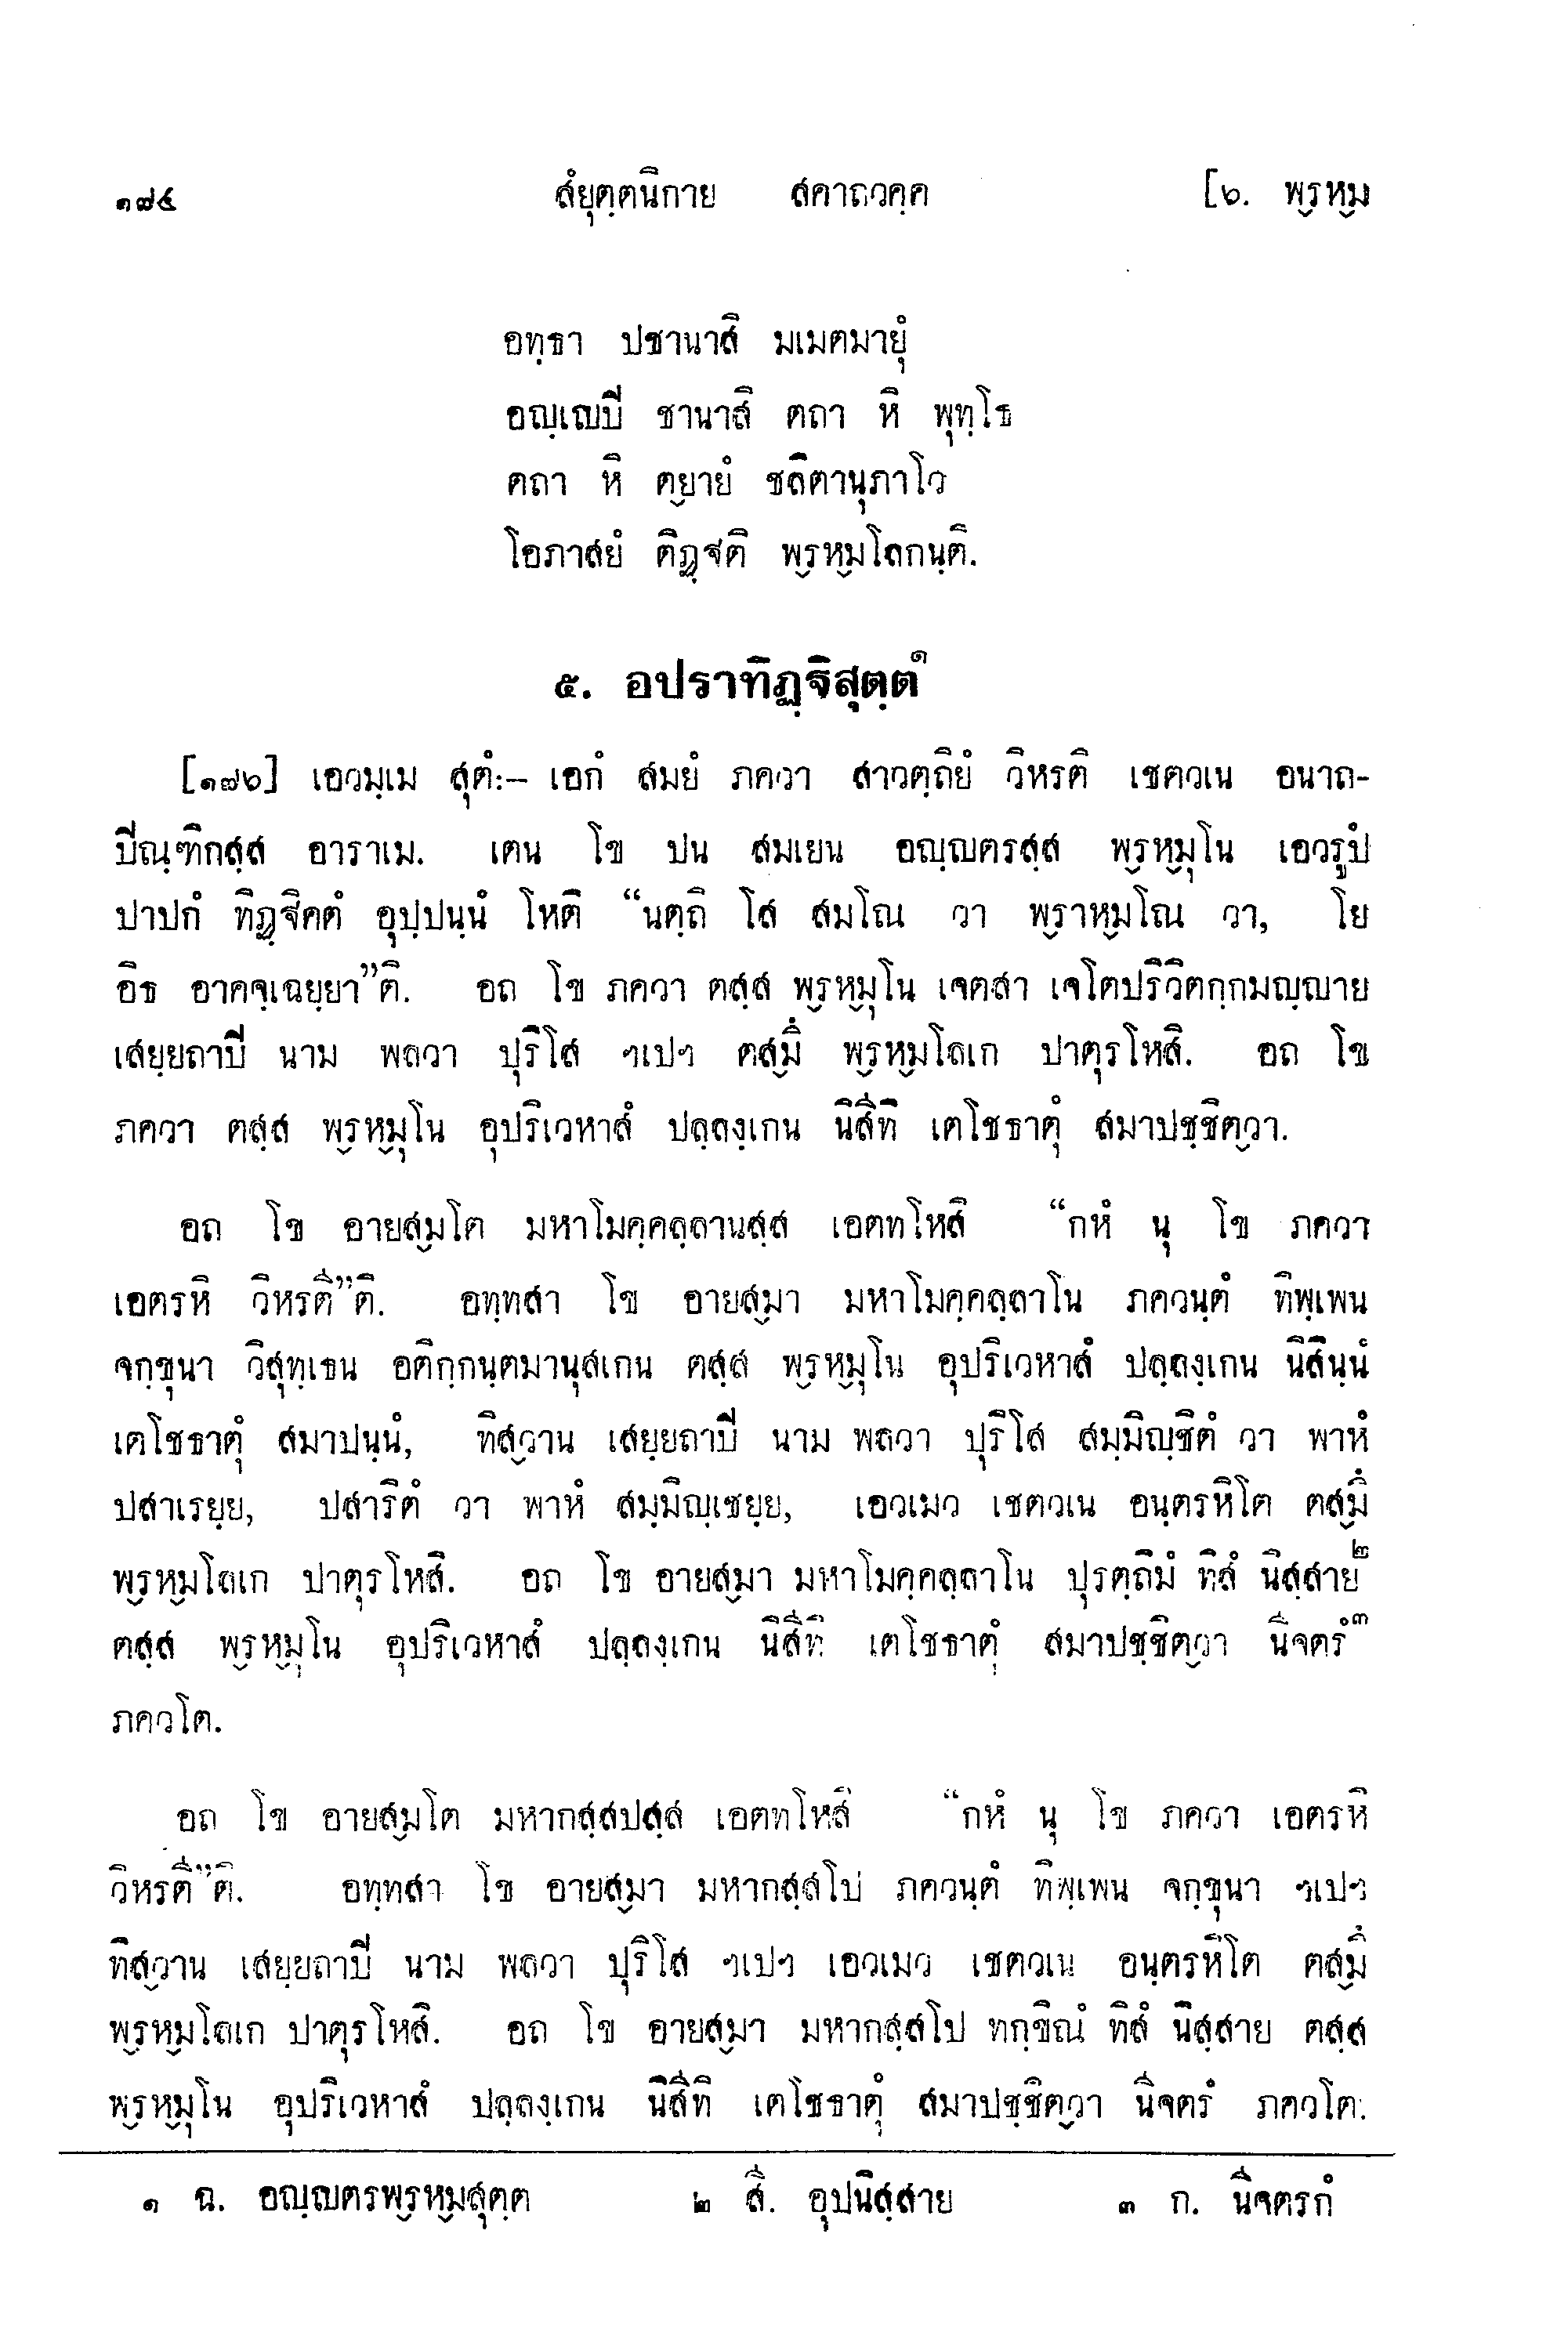 ๑๗๔ สํยุตฺตนิกาย สคาถวคฺค [๖. พ๎รห๎ม
อทฺธา ปชานาสิ มเมตมายุํ
อญฺเญปิ ชานาสิ ตถา หิ พุทฺโธ
ตถา หิ ต๎ยายํ ชลิตานุภาโว
โอภาสยํ ติฏฺฐติ พ๎รห๎มโลกนฺติ.
๕. อปราทิฏฺฐิสุตฺตํ๑
[๑๗๖] เอวมฺเม สุตํ:– เอกํ สมยํ ภควา สาวตฺถิยํ วิหรติ เชตวเน อนาถ-
ปิณฺฑิกสฺส อาราเม. เตน โข ปน สมเยน อญฺญตรสฺส พ๎รห๎มุโน เอวรูปํ
ปาปกํ ทิฏฺฐิคตํ อุปฺปนฺนํ โหติ “นตฺถิ โส สมโณ วา พ๎ราห๎มโณ วา, โย
อิธ อาคจฺเฉยฺยา”ติ. อถ โข ภควา ตสฺส พ๎รห๎มุโน เจตสา เจโตปริวิตกฺกมญฺญาย
เสยฺยถาปิ นาม พลวา ปุริโส ฯเปฯ ตส๎มึ พ๎รห๎มโลเก ปาตุรโหสิ. อถ โข
ภควา ตสฺส พ๎รห๎มุโน อุปริเวหาสํ ปลฺลงฺเกน นิสีทิ เตโชธาตุํ สมาปชฺชิต๎วา.
อถ โข อายส๎มโต มหาโมคฺคลฺลานสฺส เอตทโหสิ “กหํ นุ โข ภควา
เอตรหิ วิหรตี”ติ. อทฺทสา โข อายส๎มา มหาโมคฺคลฺลาโน ภควนฺตํ ทิพฺเพน
จกฺขุนา วิสุทฺเธน อติกฺกนฺตมานุสเกน ตสฺส พ๎รห๎มุโน อุปริเวหาสํ ปลฺลงฺเกน นิสินฺนํ
เตโชธาตุํ สมาปนฺนํ, ทิส๎วาน เสยฺยถาปิ นาม พลวา ปุริโส สมฺมิญฺชิตํ วา พาหํ
ปสาเรยฺย, ปสาริตํ วา พาหํ สมฺมิญฺเชยฺย, เอวเมว เชตวเน อนฺตรหิโต ตส๎มึ
พ๎รห๎มโลเก ปาตุรโหสิ. อถ โข อายส๎มา มหาโมคฺคลฺลาโน ปุรตฺถิมํ ทิสํ นิสฺสาย๒
ตสฺส พ๎รห๎มุโน อุปริเวหาสํ ปลฺลงฺเกน นิสีทิ เตโชธาตุํ สมาปชฺชิต๎วา นีจตรํ๓
ภควโต.
อถ โข อายส๎มโต มหากสฺสปสฺส เอตทโหสิ “กหํ นุ โข ภควา เอตรหิ
วิหรตี”ติ. อทฺทสา โข อายส๎มา มหากสฺสโป ภควนฺตํ ทิพฺเพน จกฺขุนา ฯเปฯ
ทิส๎วาน เสยฺยถาปิ นาม พลวา ปุริโส ฯเปฯ เอวเมว เชตวเน อนฺตรหิโต ตส๎มึ
พ๎รห๎มโลเก ปาตุรโหสิ. อถ โข อายส๎มา มหากสฺสโป ทกฺขิณํ ทิสํ นิสฺสาย ตสฺส
พ๎รห๎มุโน อุปริเวหาสํ ปลฺลงฺเกน นิสีทิ เตโชธาตุํ สมาปชฺชิต๎วา นีจตรํ ภควโต.
๑ ฉ. อญฺญตรพ๎รห๎มสุตฺต ๒ สี. อุปนิสฺสาย ๓ ก. นีจตรกํ